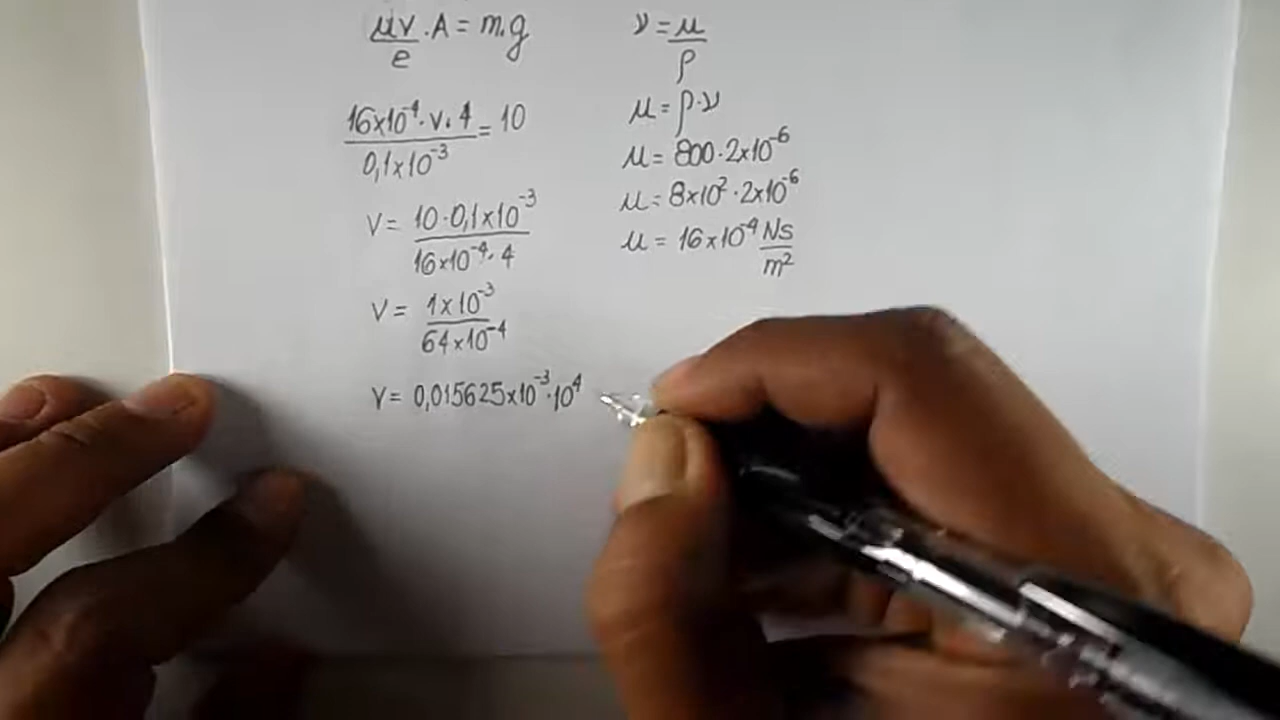 μv/e . A = m.g
16x10⁻⁴. v. 4/0,1x10⁻³ = 10
v = 10.0,1x10⁻³/16x10⁻⁴. 4
v = 1x10⁻³/64x10⁻⁴
v = 0,015625x10⁻³.10⁴
ν = μ/ρ
μ = ρ.ν
μ = 800.2x10⁻⁶
μ = 8x10².2x10⁻⁶
μ = 16x10⁻⁴ Ns/m²